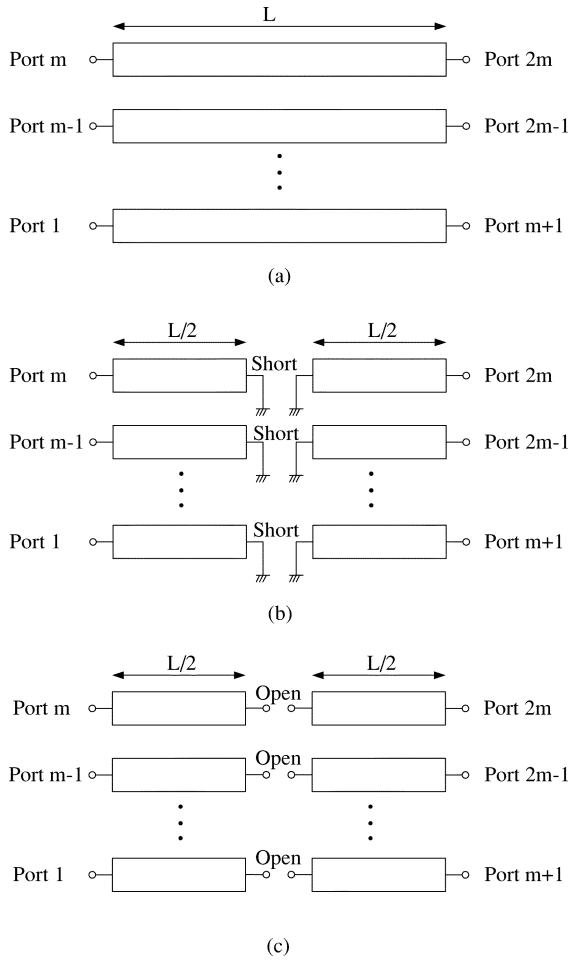 L
Port m Port 2m
Port m-1 Port 2m-1
Port 1 Port m+1
(a)
L/2 L/2
Port m Short Port 2m
Port m-1 Short Port 2m-1
Port 1 Short Port m+1
(b)
L/2 L/2
Port m Open Port 2m
Port m-1 Open Port 2m-1
Port 1 Open Port m+1
(c)